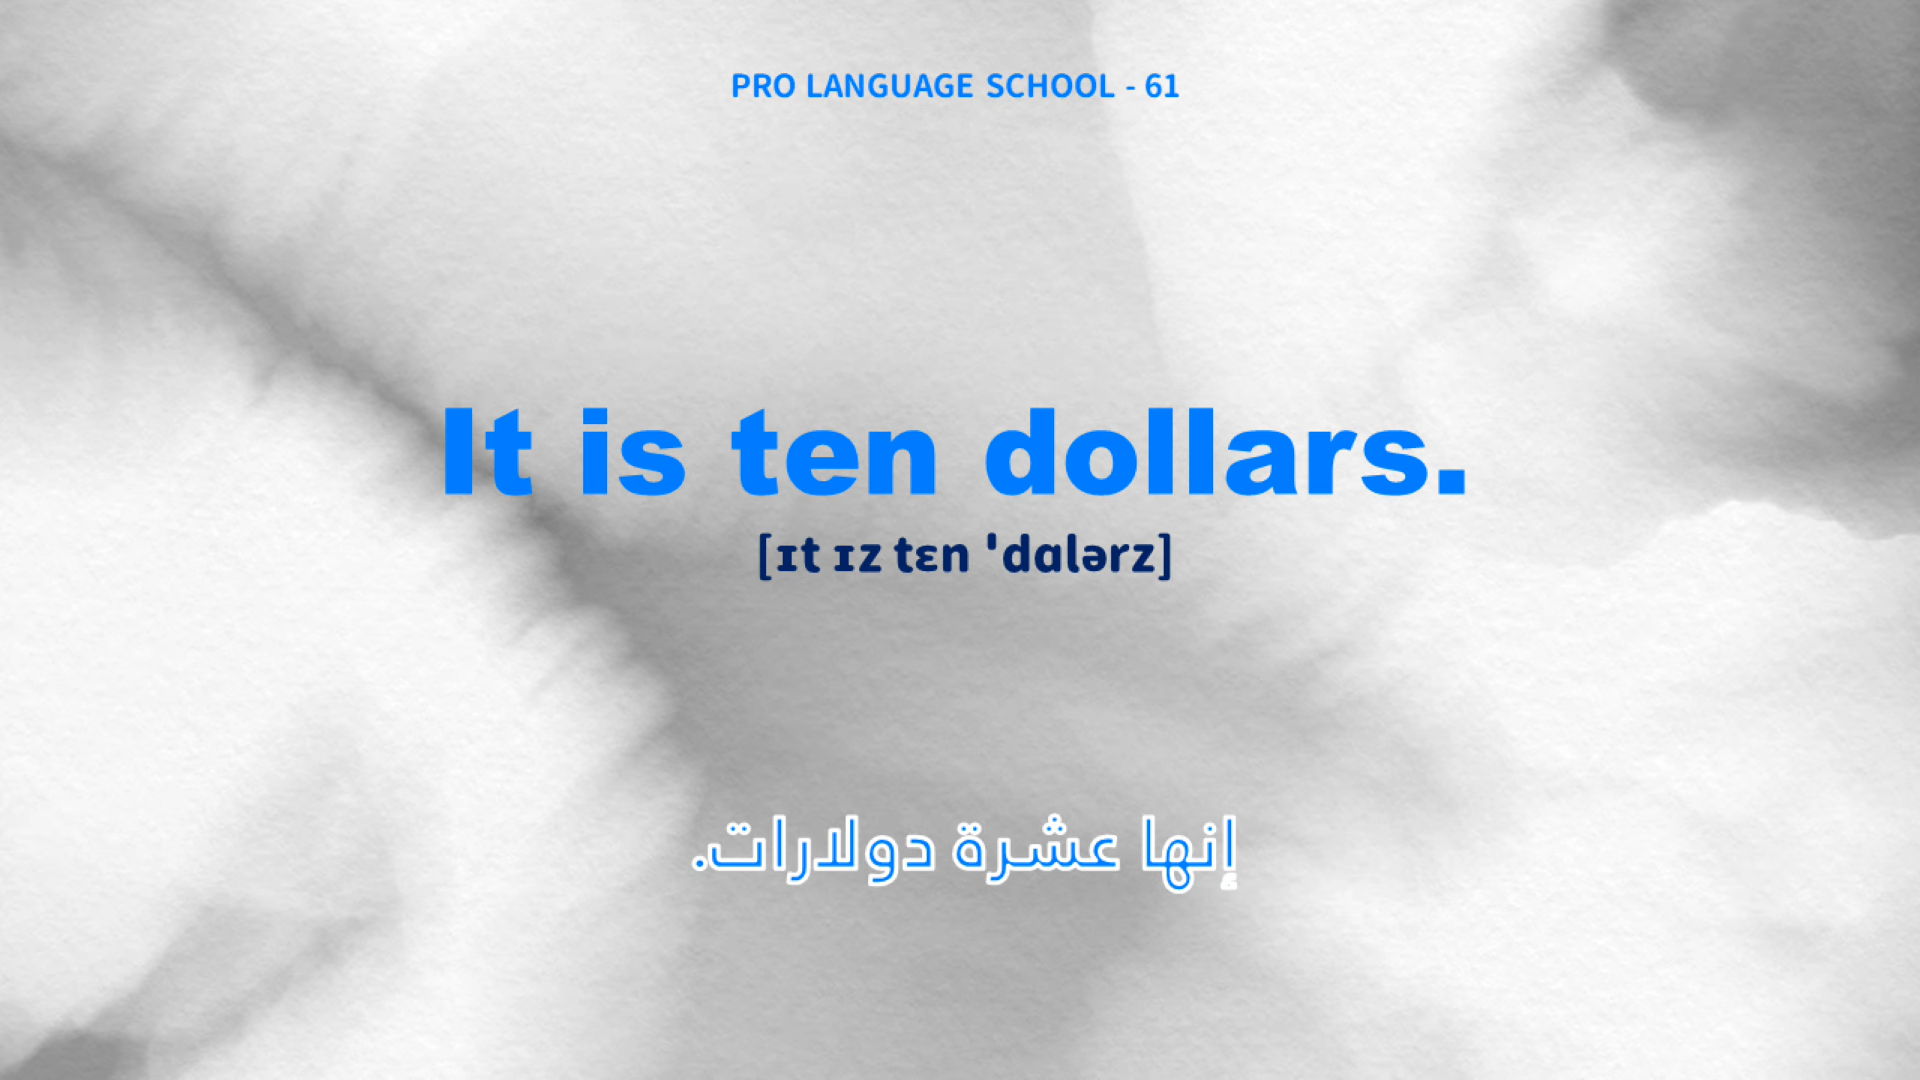 PRO LANGUAGE SCHOOL - 61
It is ten dollars.
[ɪt ɪz tɛn ˈdɑlərz]
إنها عشرة دولارات.